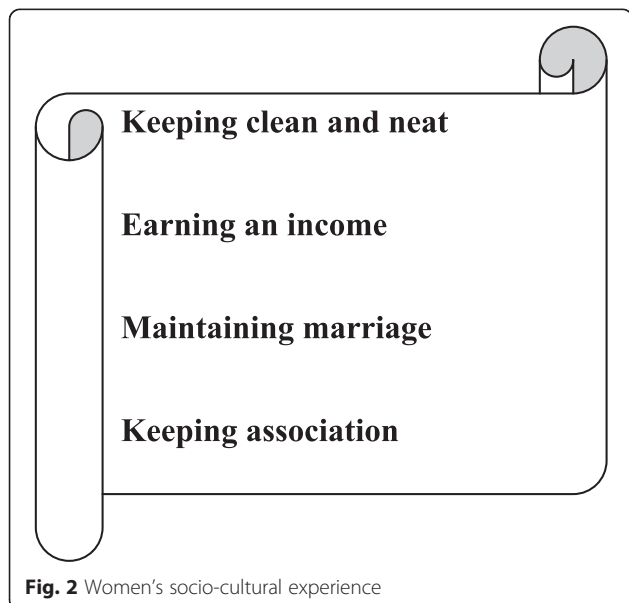 Keeping clean and neat
Earning an income
Maintaining marriage
Keeping association
Fig. 2 Women's socio-cultural experience